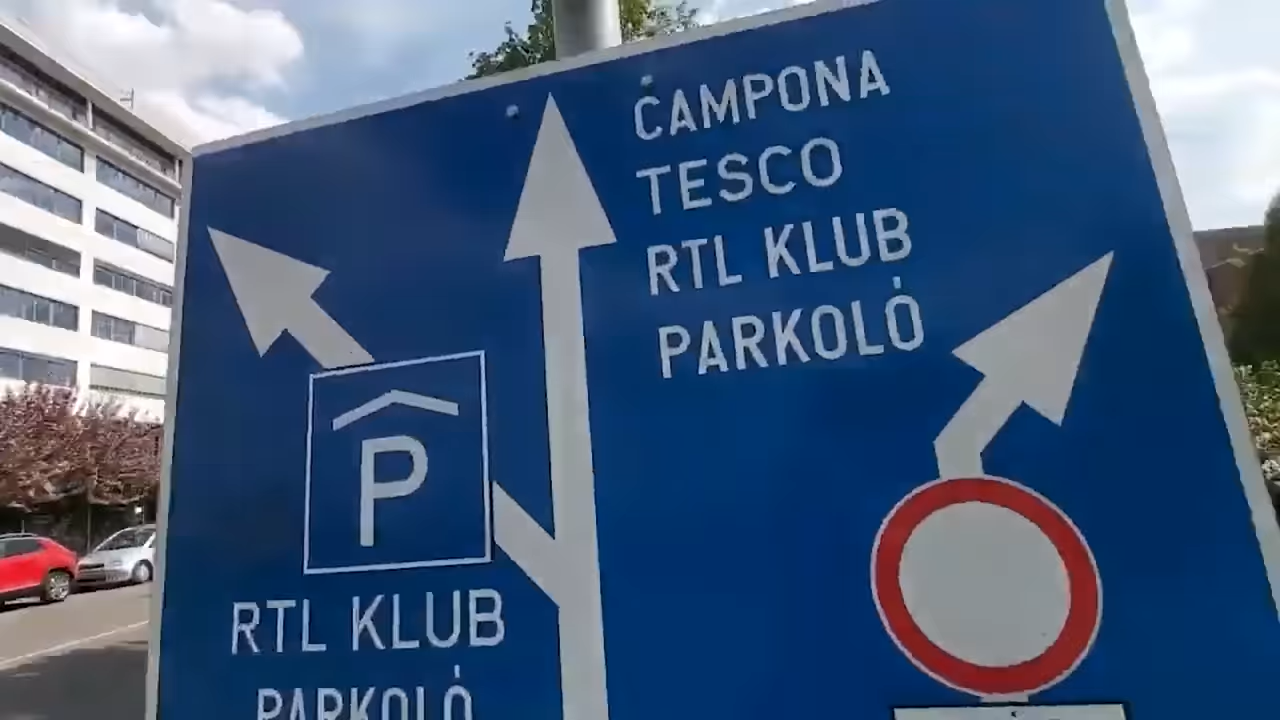 CAMPONA
TESCO
RTL KLUB
PARKOLÓ
P
RTL KLUB
PARKOLÓ